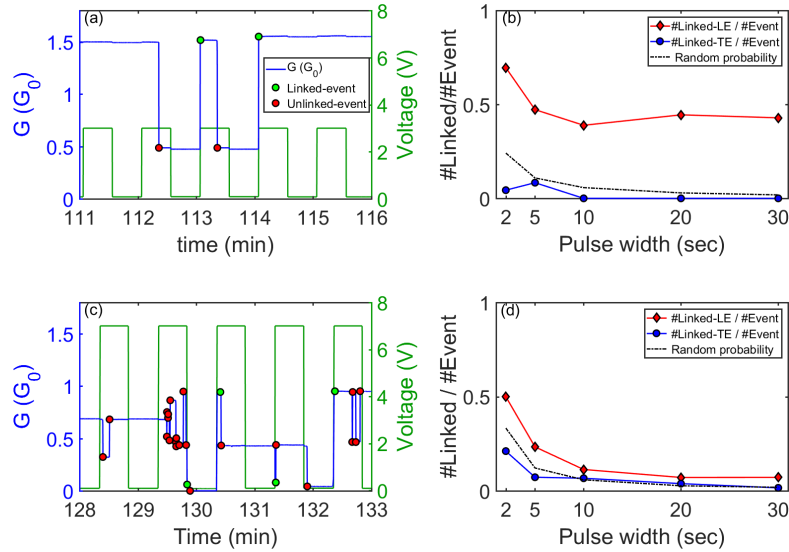 (a)
G (G0)
1.5
1
0.5
0
8
6
4
2
0
Voltage (V)
G (G0)
Linked-event
Unlinked-event
111 112 113 114 115 116
time (min)
(b)
#Linked/#Event
1
0.5
0
#Linked-LE / #Event
#Linked-TE / #Event
Random probability
2 5 10 20 30
Pulse width (sec)
(c)
G (G0)
1.5
1
0.5
0
8
6
4
2
0
Voltage (V)
128 129 130 131 132 133
Time (min)
(d)
#Linked / #Event
1
0.5
0
#Linked-LE / #Event
#Linked-TE / #Event
Random probability
2 5 10 20 30
Pulse width (sec)